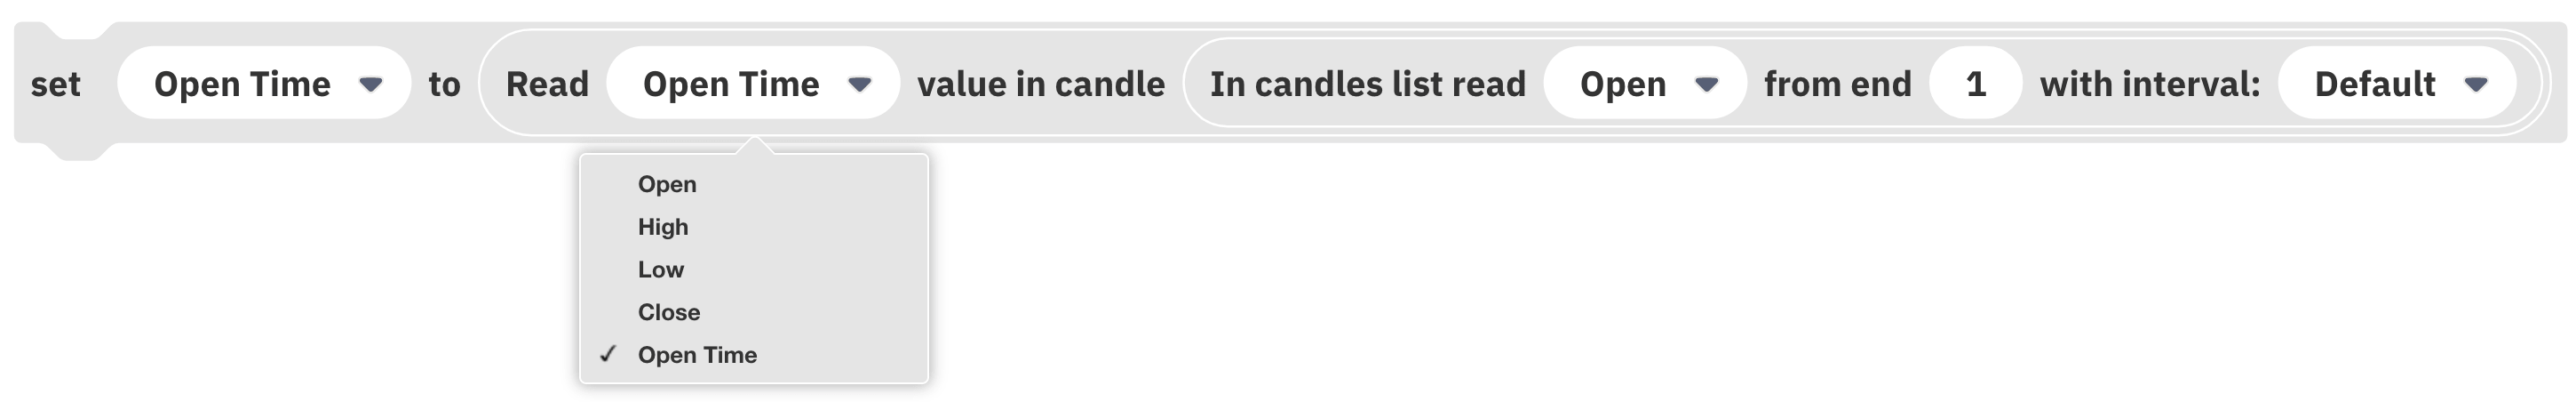 set Open Time to Read Open Time value in candle In candles list read Open from end 1 with interval: Default
Open
High
Low
Close
✓ Open Time